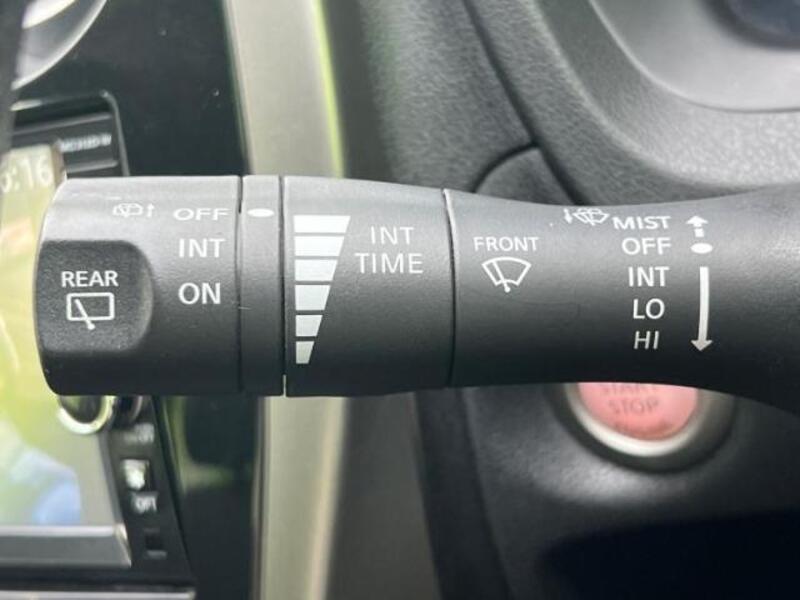 OFF
INT
ON
REAR
INT
TIME
FRONT
MIST
OFF
INT
LO
HI
START
STOP